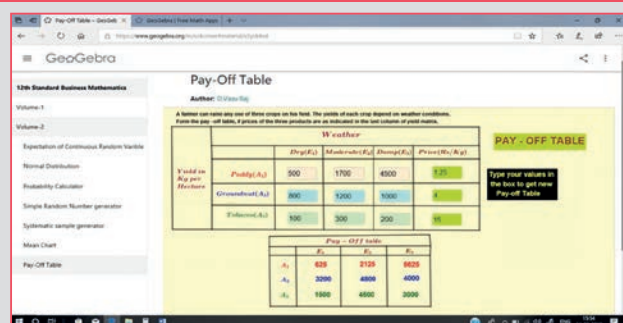 Pay-Off Table - GeoGeb
GeoGebra | Free Math Apps
GeoGebra
12th Standard Business Mathematics
Volume-1
Volume-2
Expectation of Continuous Random Varible
Normal Distribution
Probability Calculator
Simple Random Number generator
Systematic sample generator
Mean Chart
Pay-Off Table
Pay-Off Table
Author: D.Vasu Raj
A farmer can raise any one of three crops on his field. The yields of each crop depend on weather conditions.
Form the pay -off table, if prices of the three products are as indicated in the last column of yield matrix.
Weather
Dry(E₁) Moderate(E₂) Damp(E₃) Price(Rs/Kg)
Yield in Kg per Hectare
Paddy(A₁) 500 1700 4500 1.25
Groundnut(A₂) 800 1200 1000 4
Tobacco(A₃) 100 300 200 15
PAY - OFF TABLE
Type your values in
the box to get new
Pay-off Table
Pay - Off table
E₁ E₂ E₃
A₁ 625 2125 5625
A₂ 3200 4800 4000
A₃ 1500 4500 3000
15:54